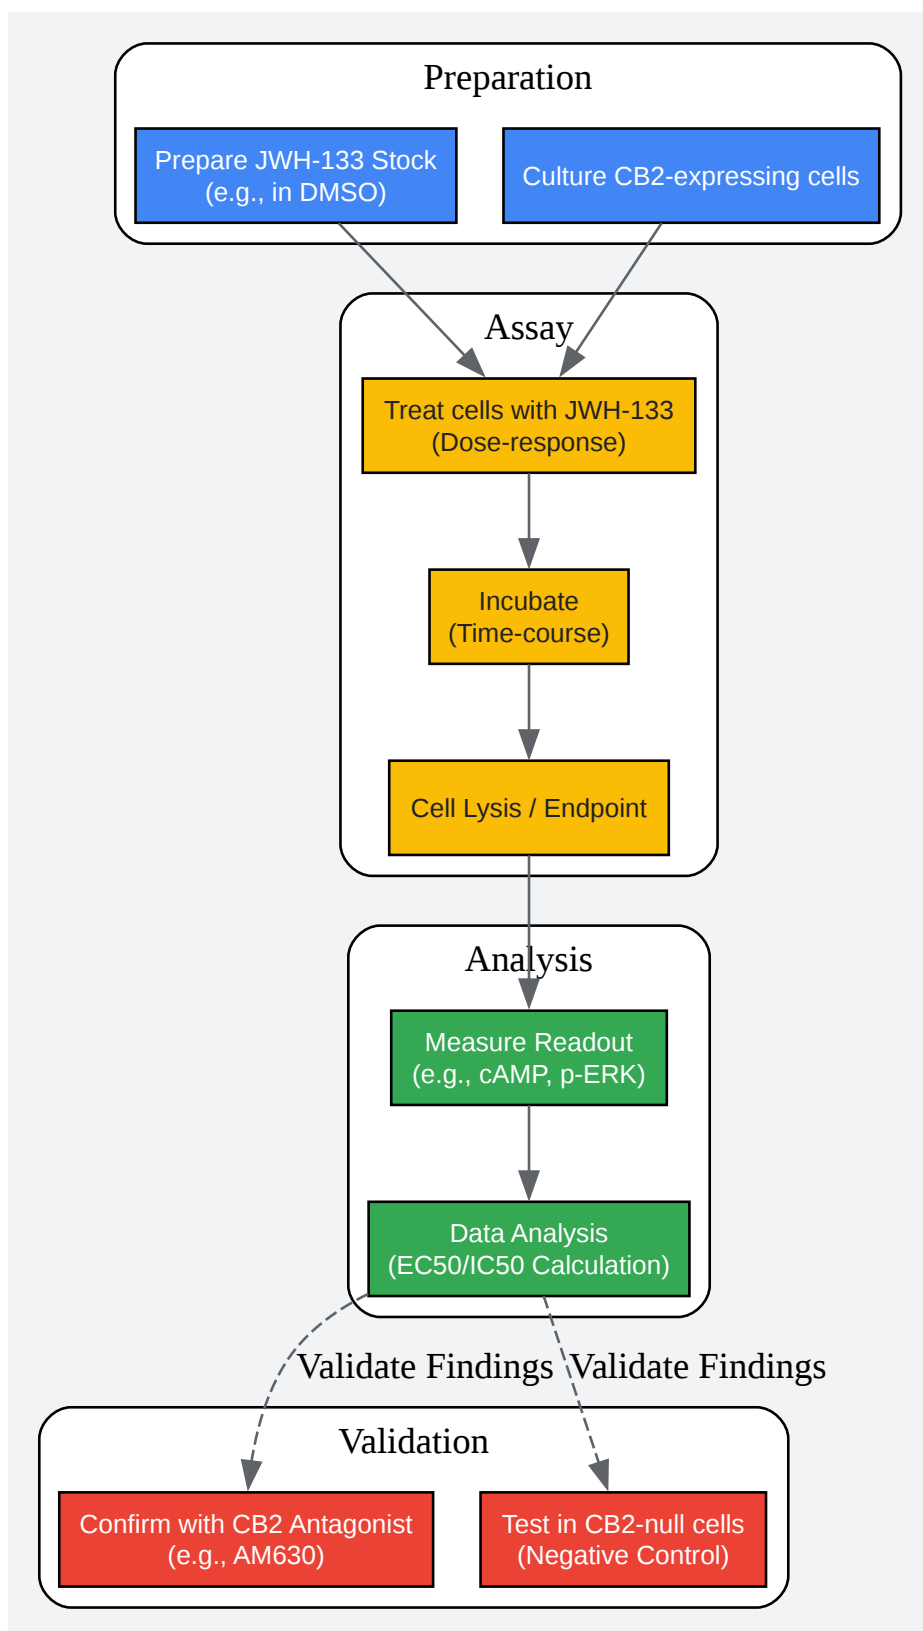 Preparation
Prepare JWH-133 Stock
(e.g., in DMSO)
Culture CB2-expressing cells
Assay
Treat cells with JWH-133
(Dose-response)
Incubate
(Time-course)
Cell Lysis / Endpoint
Analysis
Measure Readout
(e.g., cAMP, p-ERK)
Data Analysis
(EC50/IC50 Calculation)
Validate Findings
Validate Findings
Validation
Confirm with CB2 Antagonist
(e.g., AM630)
Test in CB2-null cells
(Negative Control)